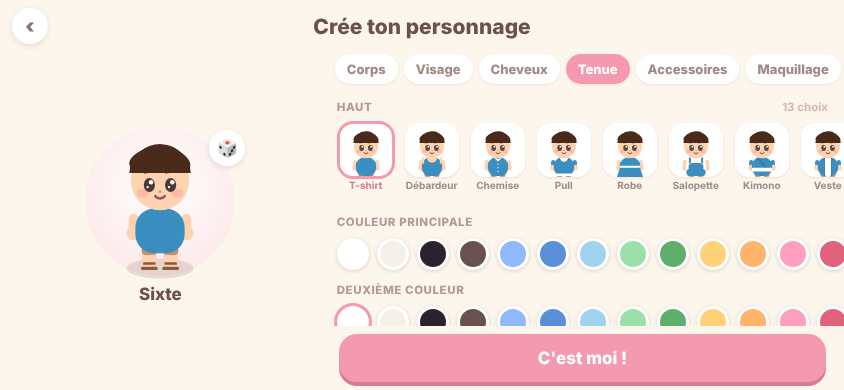 Crée ton personnage
Corps Visage Cheveux Tenue Accessoires Maquillage
HAUT 13 choix
T-shirt Débardeur Chemise Pull Robe Salopette Kimono Veste
COULEUR PRINCIPALE
DEUXIÈME COULEUR
Sixte
C'est moi !